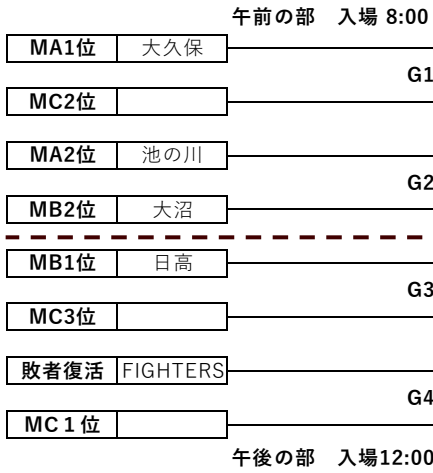 午前の部　入場 8:00
MA1位 大久保
G1
MC2位
MA2位 池の川
G2
MB2位 大沼
MB1位 日高
G3
MC3位
敗者復活 FIGHTERS
G4
MC１位
午後の部　入場12:00